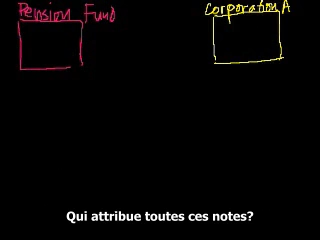 Pension Fund
Corporation A
Qui attribue toutes ces notes?